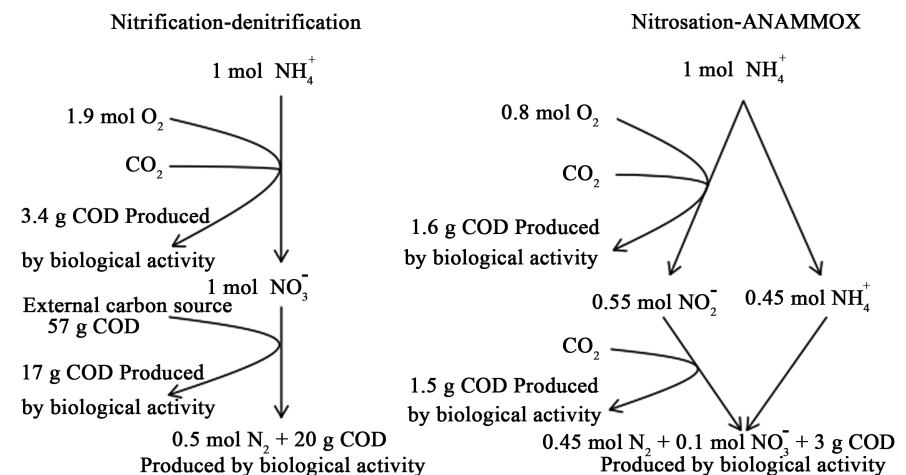 Nitrification-denitrification
1 mol NH₄⁺
1.9 mol O₂
CO₂
3.4 g COD Produced
by biological activity
1 mol NO₃⁻
External carbon source
57 g COD
17 g COD Produced
by biological activity
0.5 mol N₂ + 20 g COD
Produced by biological activity
Nitrosation-ANAMMOX
1 mol NH₄⁺
0.8 mol O₂
CO₂
1.6 g COD Produced
by biological activity
0.55 mol NO₂⁻
0.45 mol NH₄⁺
CO₂
1.5 g COD Produced
by biological activity
0.45 mol N₂ + 0.1 mol NO₃⁻ + 3 g COD
Produced by biological activity